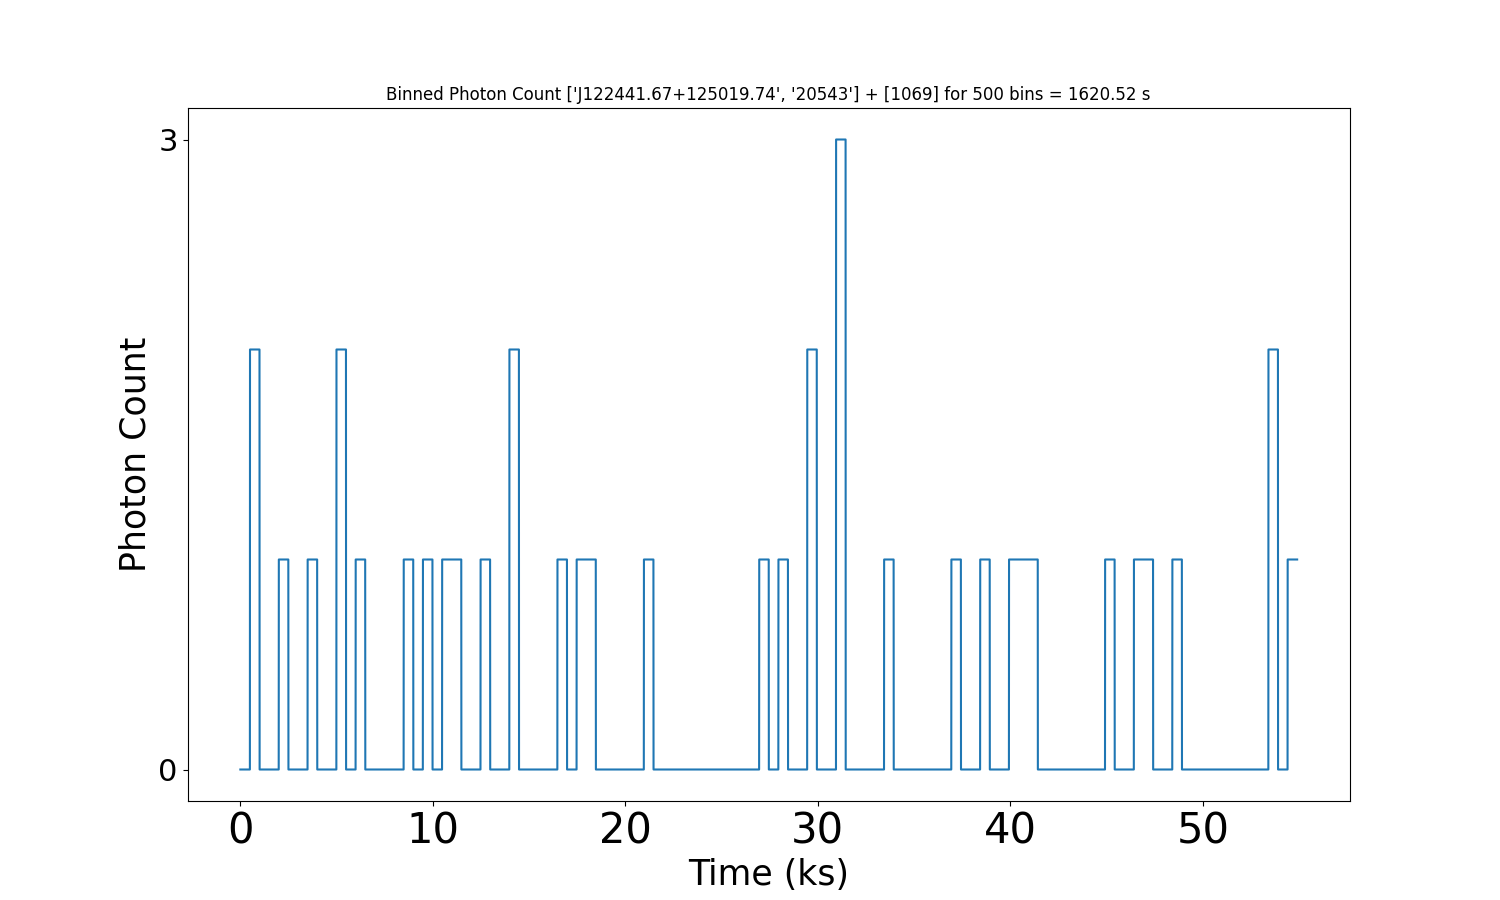 Binned Photon Count ['J122441.67+125019.74', '20543'] + [1069] for 500 bins = 1620.52 s
3
Photon Count
0
0 10 20 30 40 50
Time (ks)